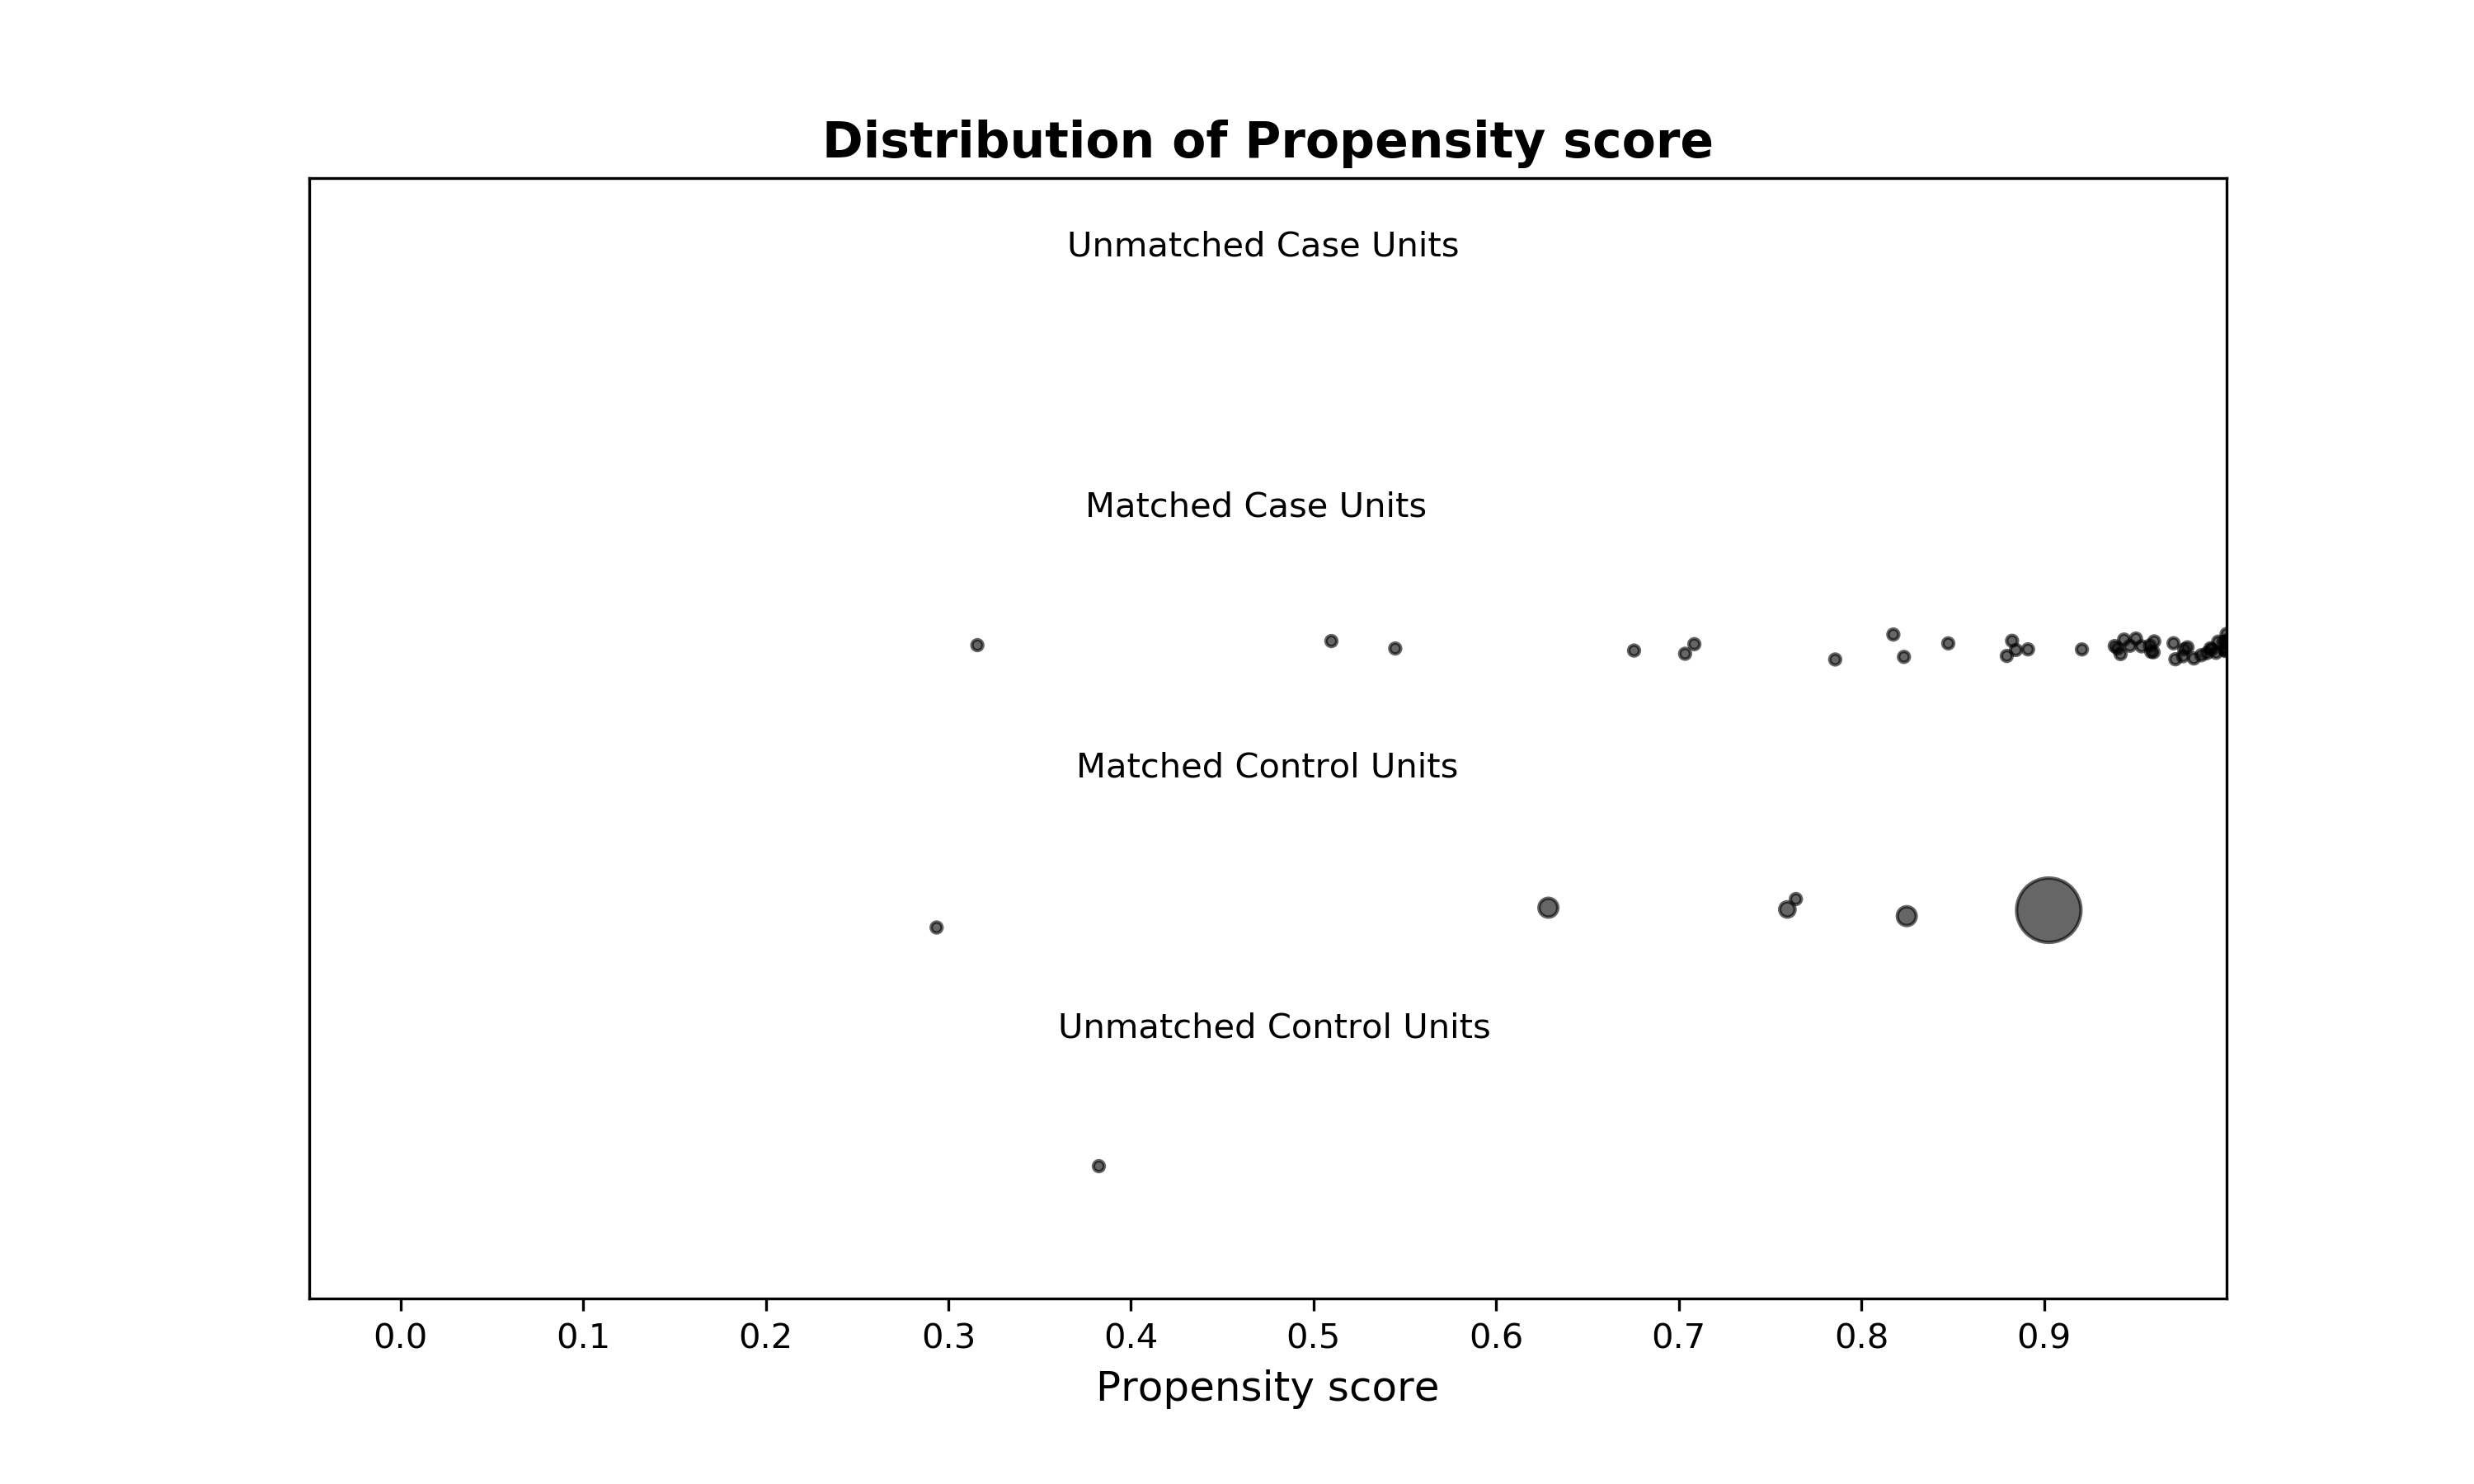 Distribution of Propensity score
Unmatched Case Units
Matched Case Units
Matched Control Units
Unmatched Control Units
0.0 0.1 0.2 0.3 0.4 0.5 0.6 0.7 0.8 0.9
Propensity score